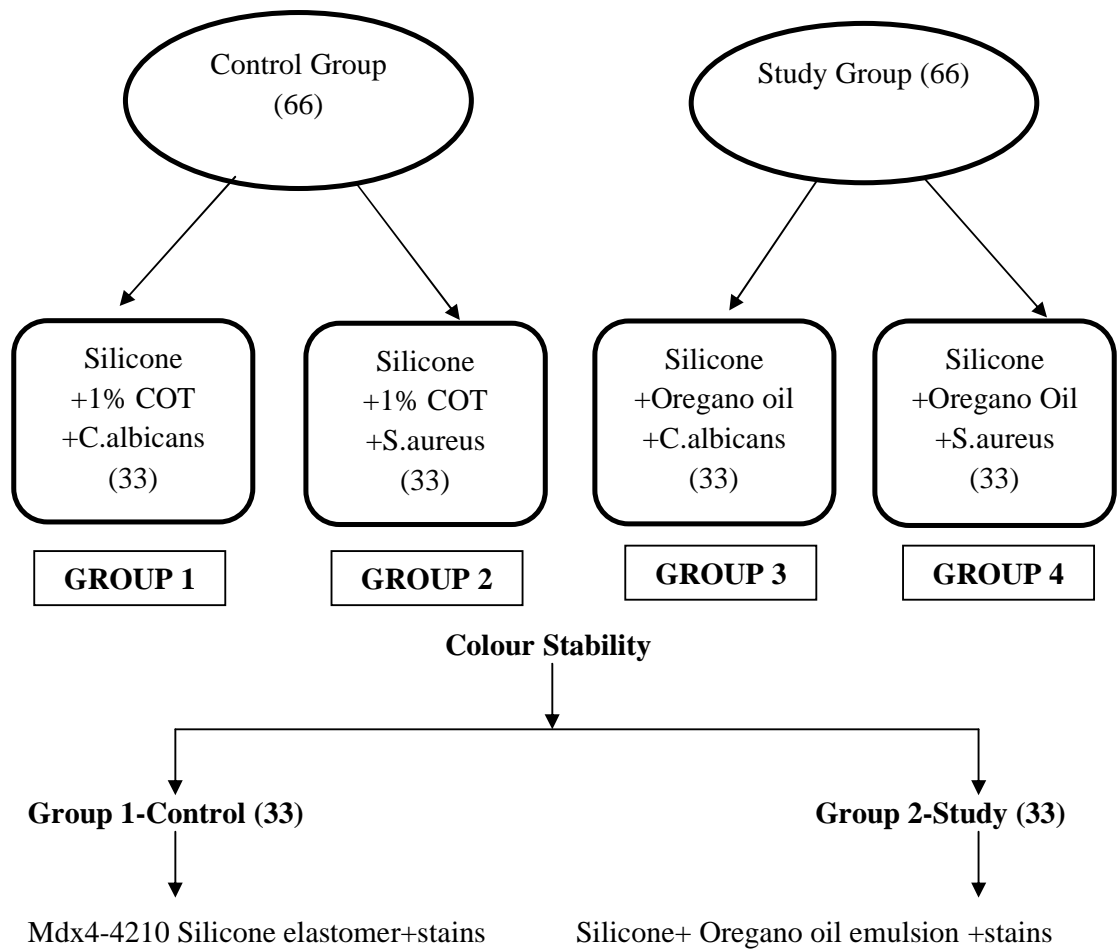 Control Group
(66)
Study Group (66)
Silicone
+1% COT
+C.albicans
(33)
Silicone
+1% COT
+S.aureus
(33)
Silicone
+Oregano oil
+C.albicans
(33)
Silicone
+Oregano Oil
+S.aureus
(33)
GROUP 1
GROUP 2
GROUP 3
GROUP 4
Colour Stability
Group 1-Control (33)
Group 2-Study (33)
Mdx4-4210 Silicone elastomer+stains
Silicone+ Oregano oil emulsion +stains